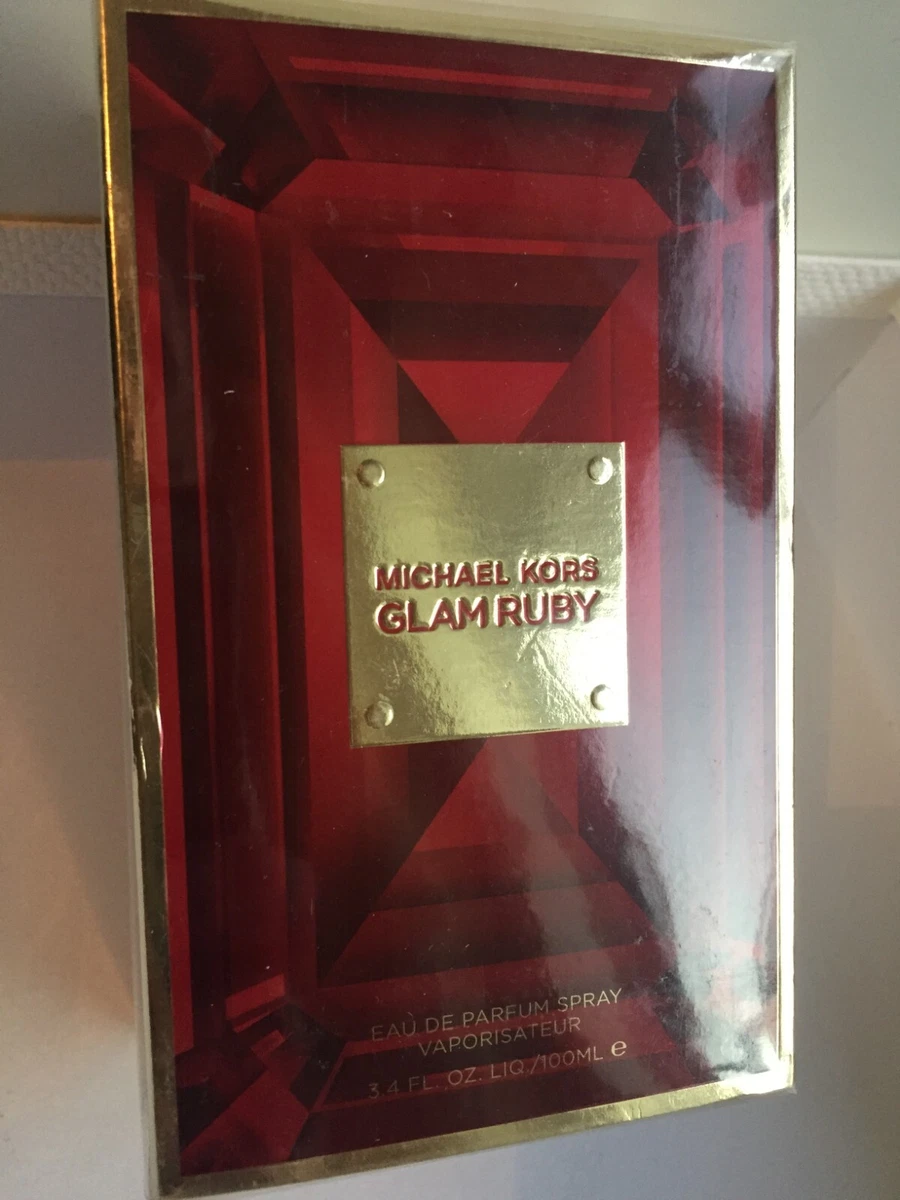 MICHAEL KORS
GLAM RUBY
EAU DE PARFUM SPRAY
VAPORISATEUR
3.4 FL. OZ. LIQ./100ML ℮